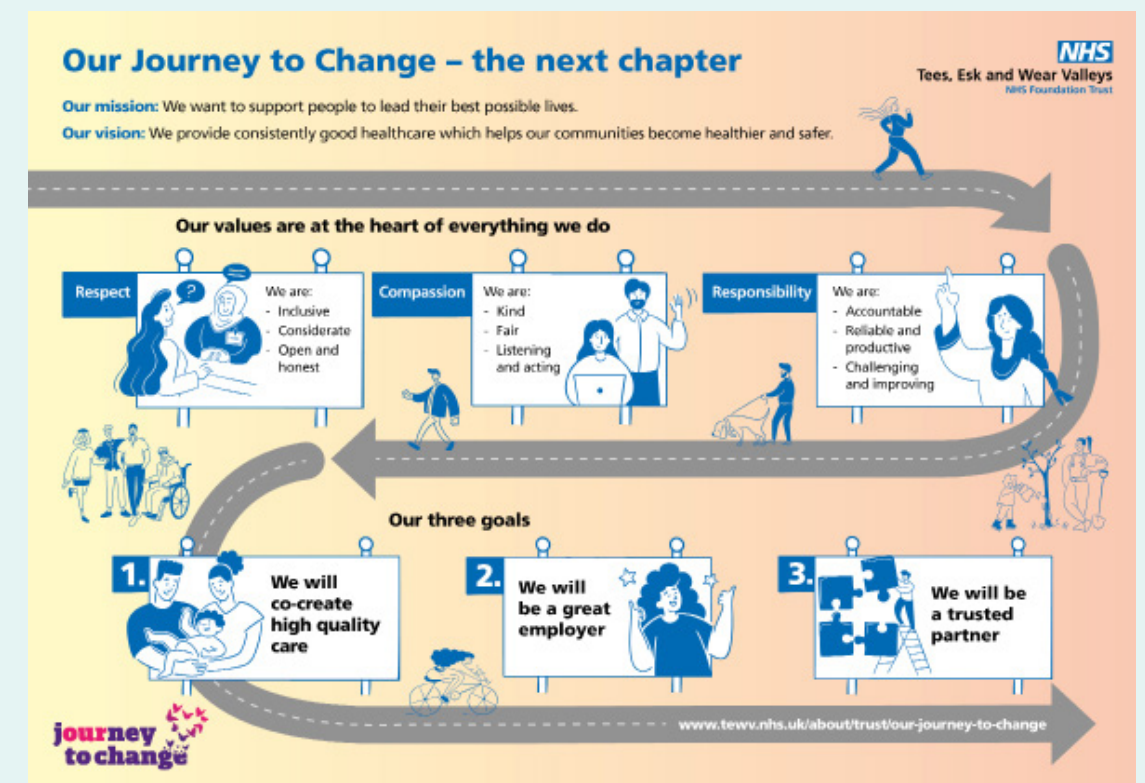 Our Journey to Change – the next chapter
NHS
Tees, Esk and Wear Valleys
NHS Foundation Trust
Our mission: We want to support people to lead their best possible lives.
Our vision: We provide consistently good healthcare which helps our communities become healthier and safer.
Our values are at the heart of everything we do
Respect
?
We are:
- Inclusive
- Considerate
- Open and
honest
Compassion
We are:
- Kind
- Fair
- Listening
and acting
Responsibility
We are:
- Accountable
- Reliable and
productive
- Challenging
and improving
Our three goals
1.
We will
co-create
high quality
care
2.
We will
be a great
employer
3.
We will be
a trusted
partner
www.tewv.nhs.uk/about/trust/our-journey-to-change
journey
to change